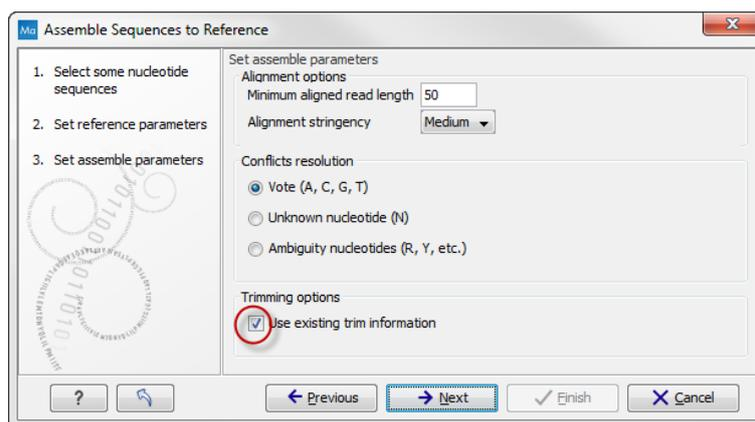 Ma Assemble Sequences to Reference X
1. Select some nucleotide
sequences
2. Set reference parameters
3. Set assemble parameters
Set assemble parameters
Alignment options
Minimum aligned read length 50
Alignment stringency Medium
Conflicts resolution
Vote (A, C, G, T)
Unknown nucleotide (N)
Ambiguity nucleotides (R, Y, etc.)
Trimming options
Use existing trim information
? Previous Next Finish Cancel